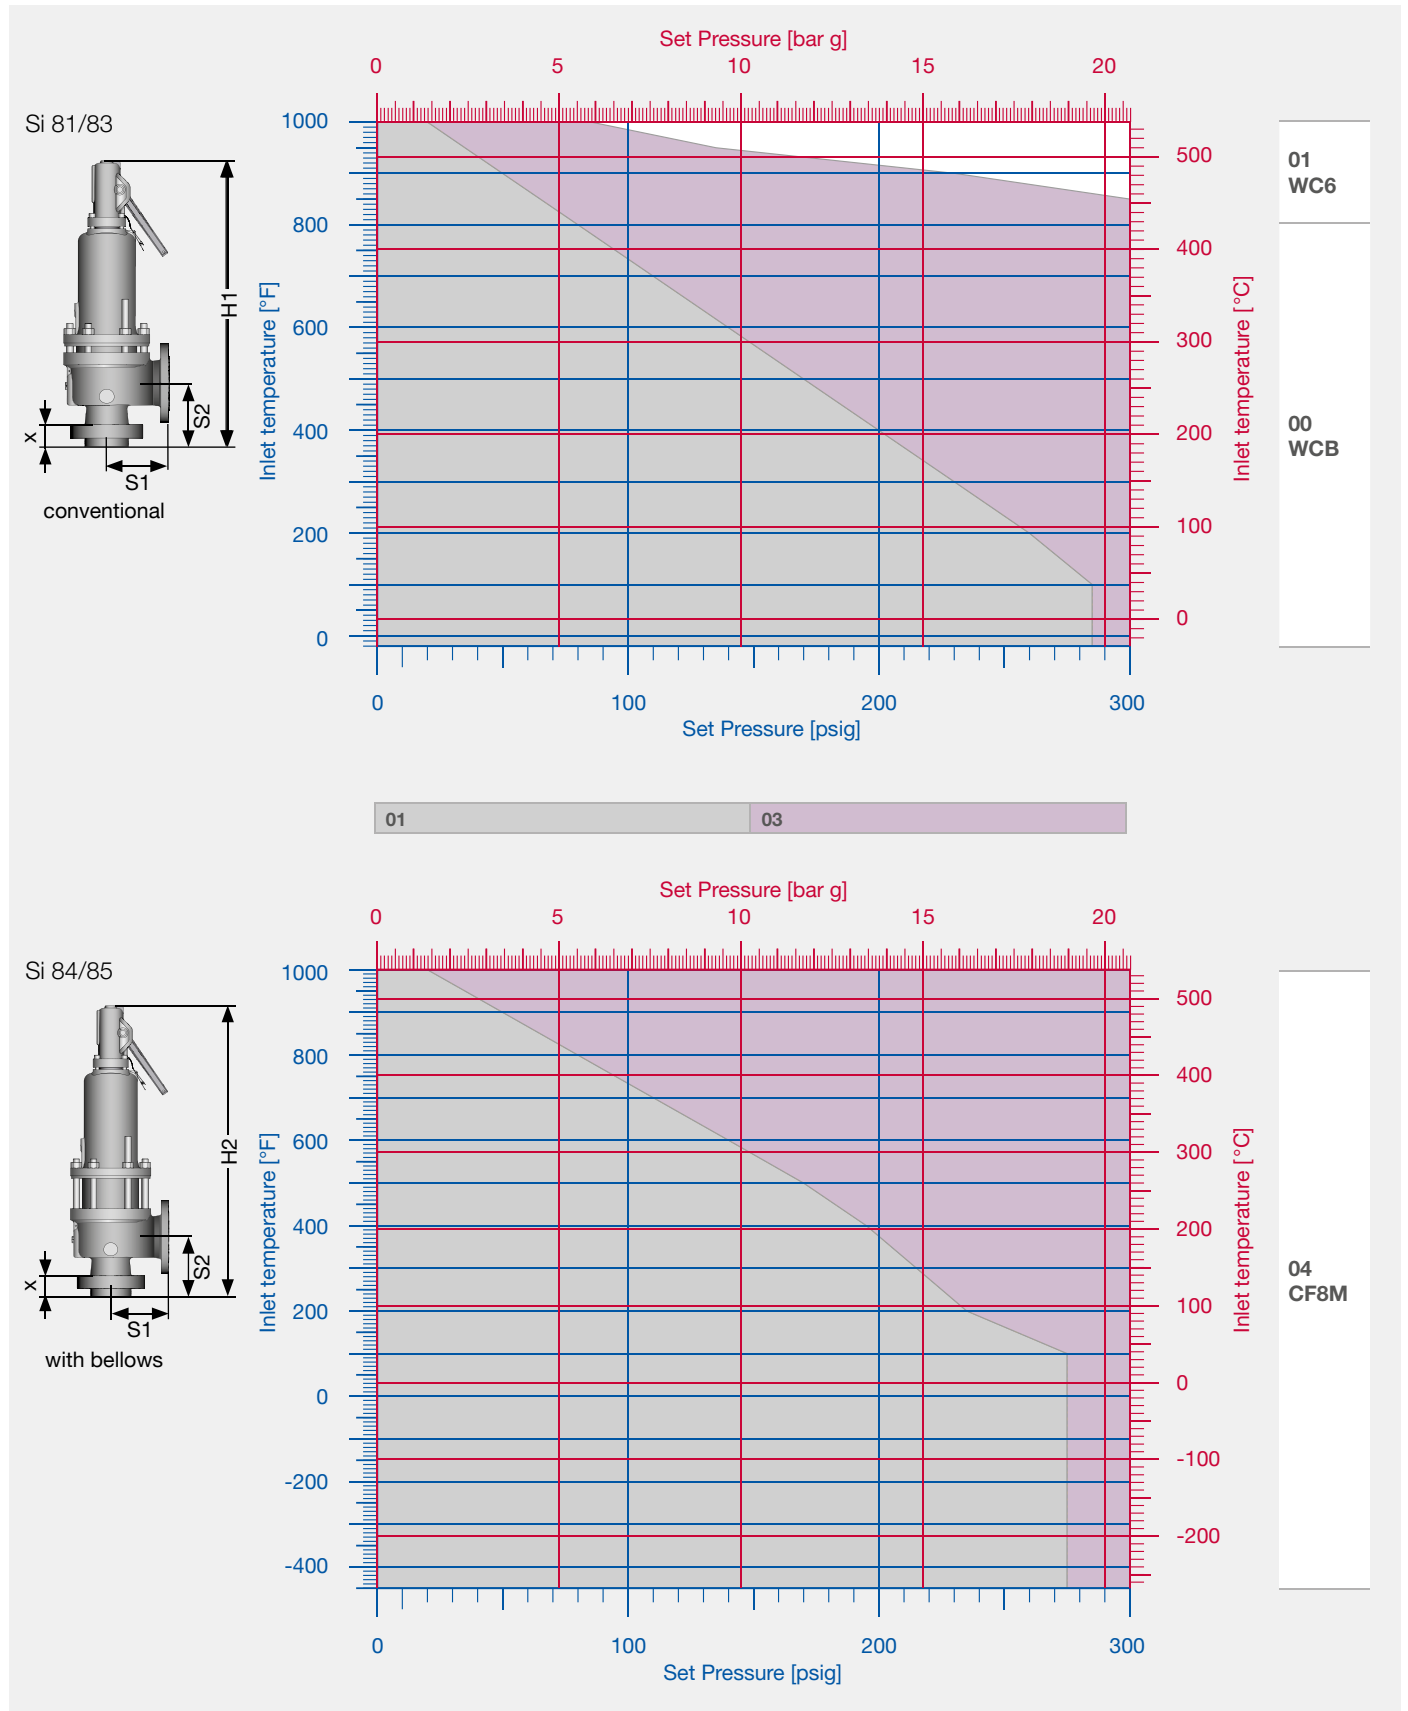 Set Pressure [bar g]
0 5 10 15 20
Si 81/83
1000
800
600
400
200
0
Inlet temperature [°F]
500
400
300
200
100
0
Inlet temperature [°C]
01
WC6
00
WCB
H1
S2
x
S1
conventional
0 100 200 300
Set Pressure [psig]
01 03
Set Pressure [bar g]
0 5 10 15 20
Si 84/85
1000
800
600
400
200
0
-200
-400
Inlet temperature [°F]
500
400
300
200
100
0
-100
-200
Inlet temperature [°C]
04
CF8M
H2
S2
x
S1
with bellows
0 100 200 300
Set Pressure [psig]